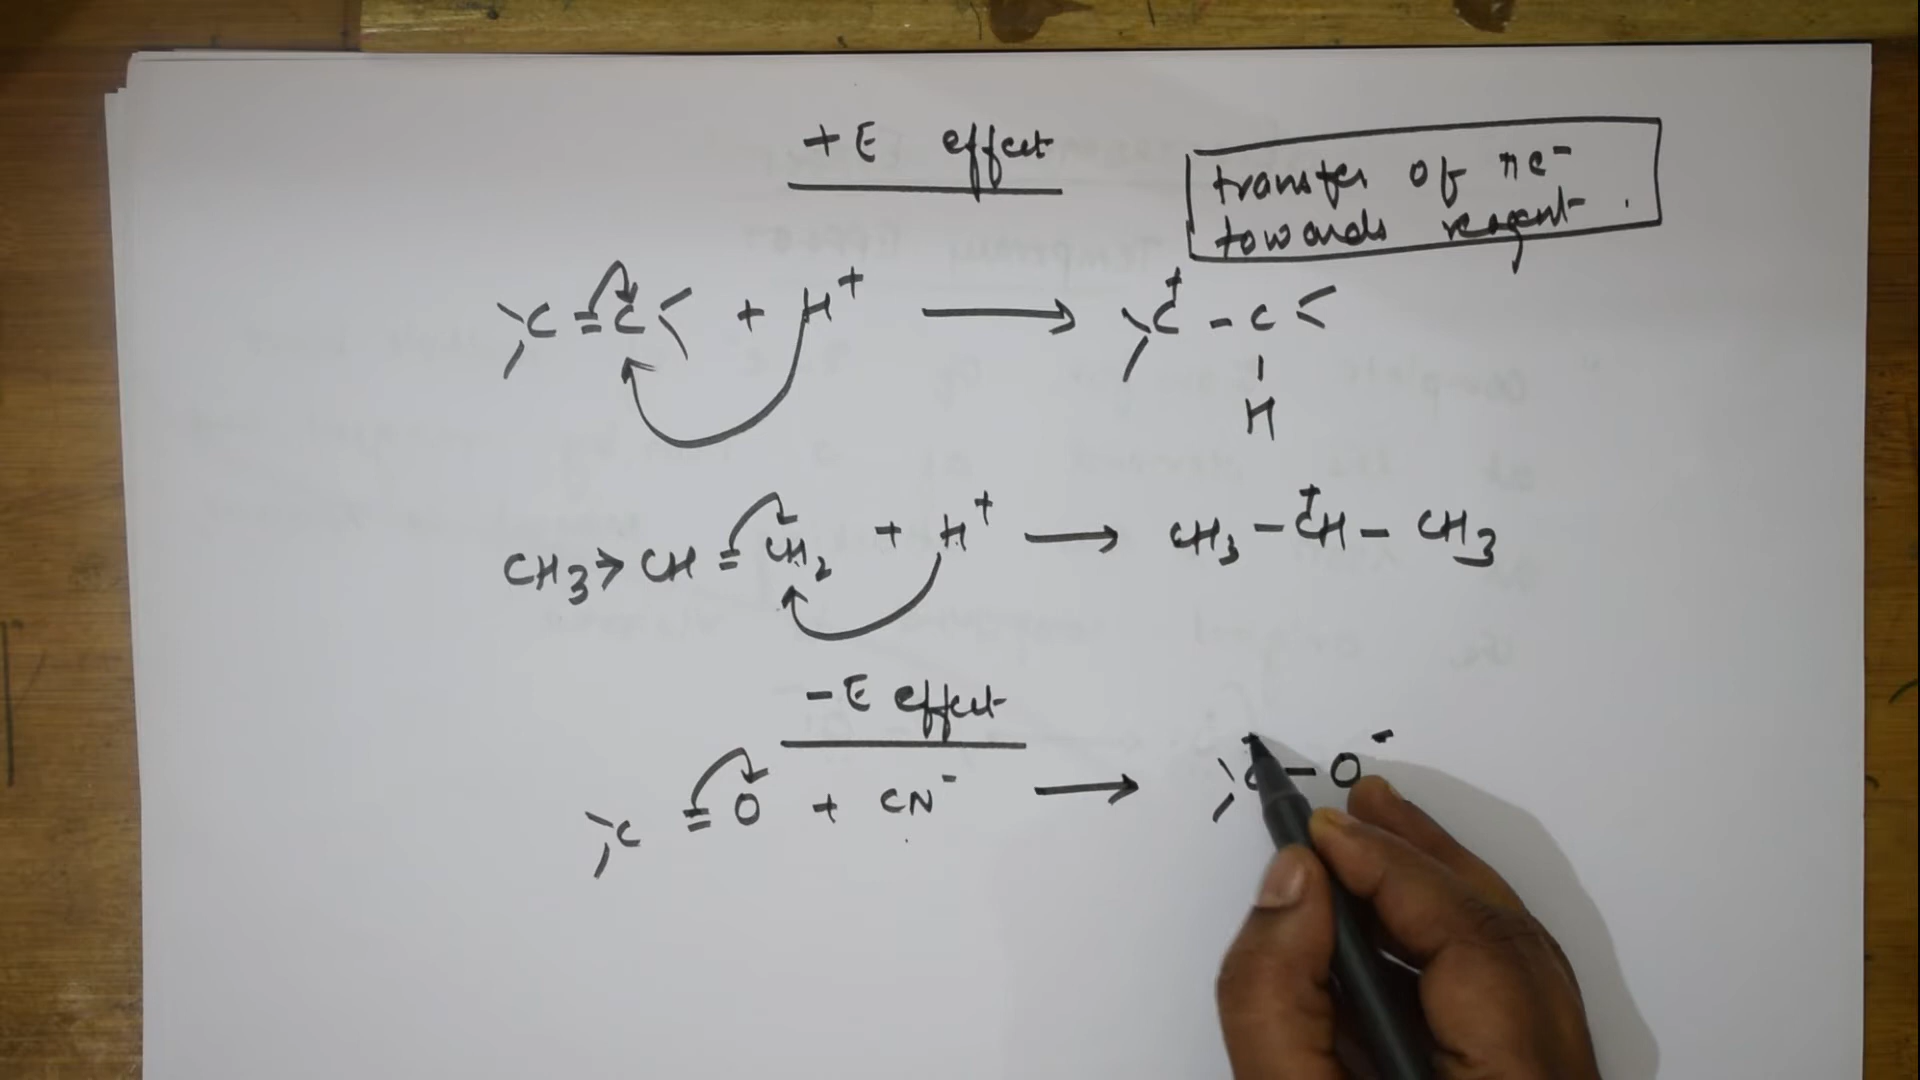 +E effect
transfer of πe⁻
towards reagent.
>C=C< + H⁺ → >C⁺-C<
H
CH₃→CH=CH₂ + H⁺ → CH₃-C⁺H-CH₃
-E effect
>C=O + CN⁻ → >C-O⁻